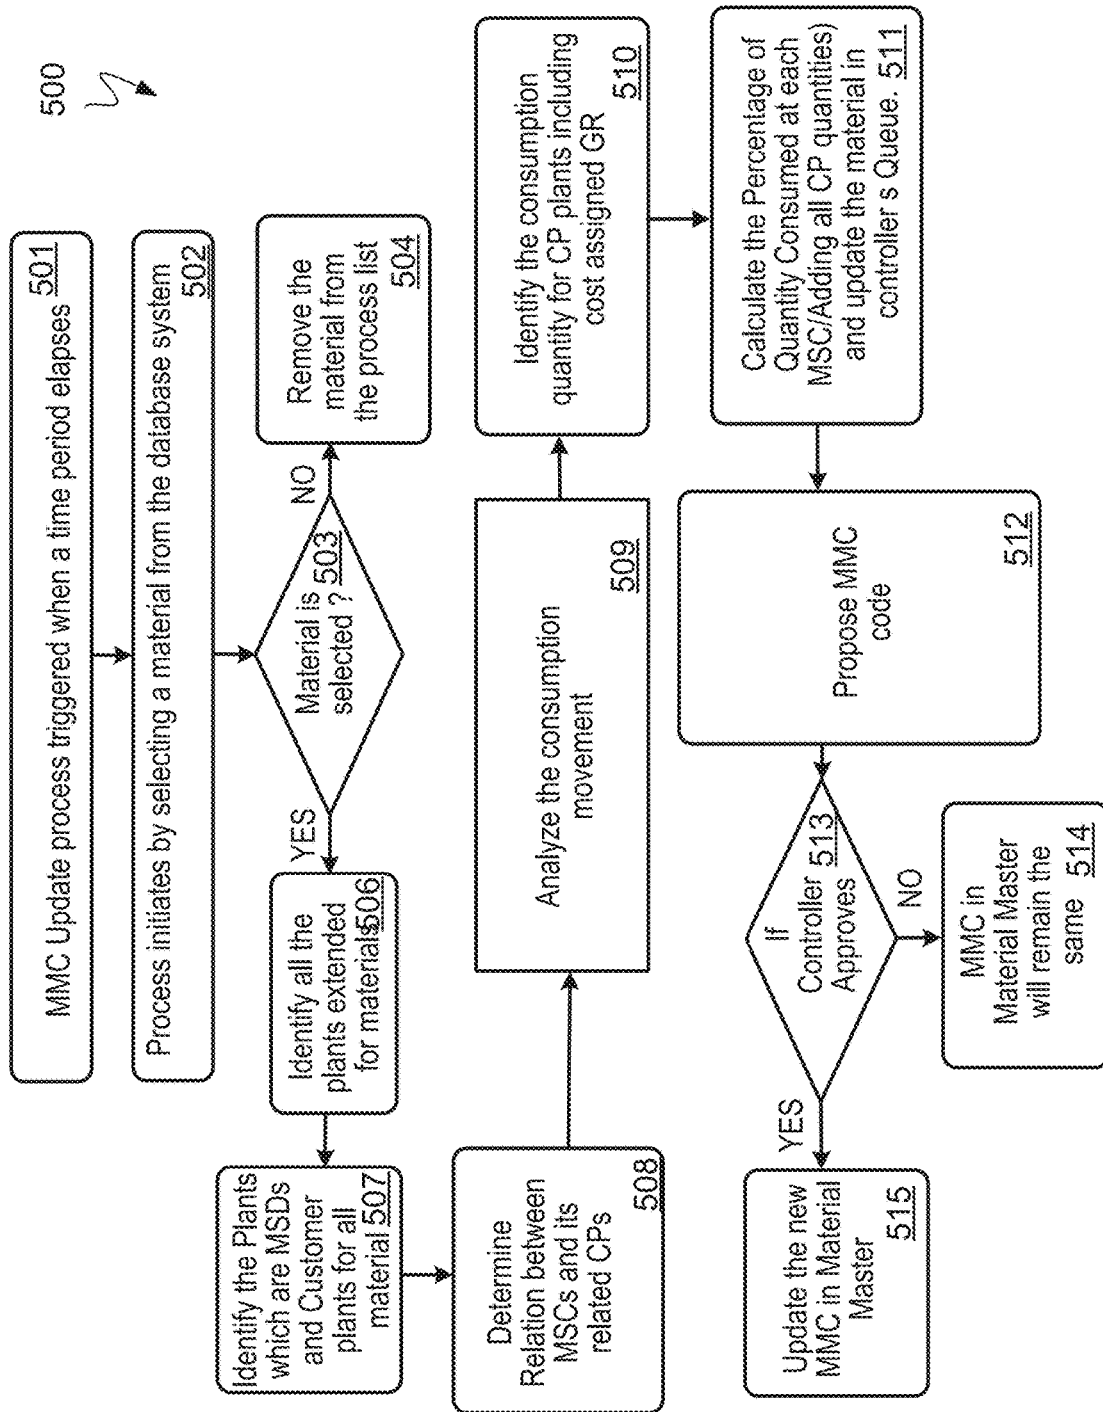 500
MMC Update process triggered when a time period elapses 501
Process initiates by selecting a material from the database system 502
Material is
selected ? 503
NO
Remove the
material from
the process list 504
YES
Identify all the
plants extended
for materials 506
Identify the Plants
which are MSDs
and Customer
plants for all
material 507
Determine
Relation between
MSCs and its
related CPs 508
Analyze the consumption
movement 509
Identify the consumption
quantity for CP plants including
cost assigned GR 510
Calculate the Percentage of
Quantity Consumed at each
MSC/Adding all CP quantities)
and update the material in
controller s Queue. 511
Propose MMC
code 512
If
Controller
Approves 513
NO
MMC in
Material Master
will remain the
same 514
YES
Update the new
MMC in Material
Master 515